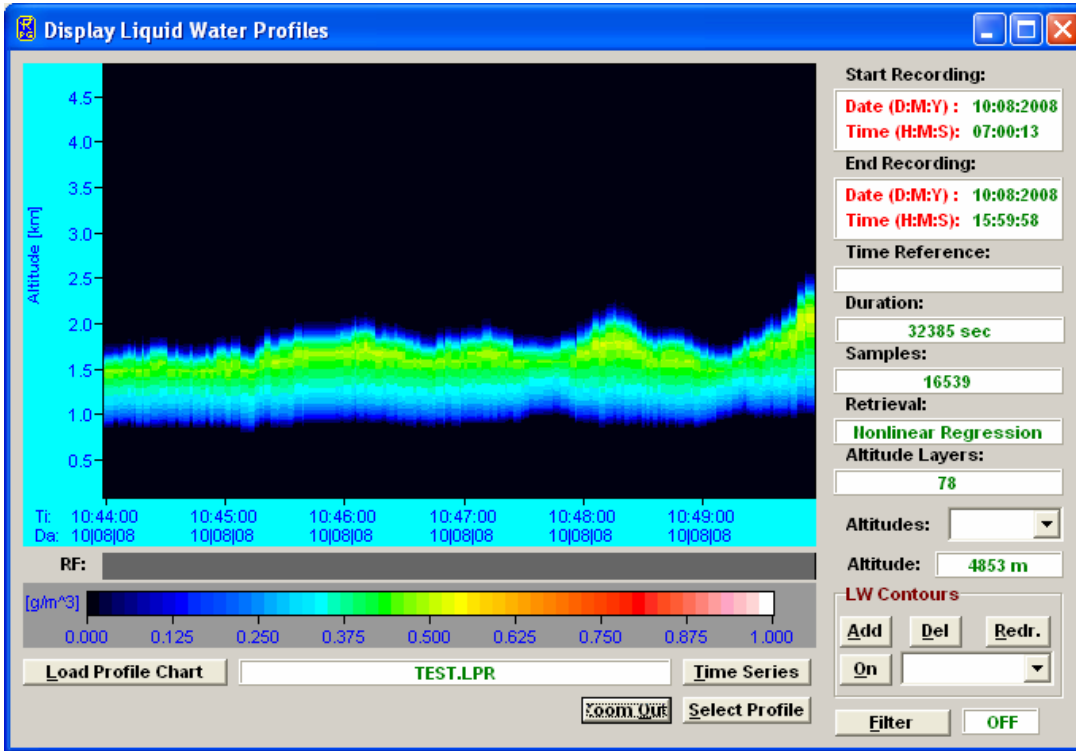 Display Liquid Water Profiles
Altitude [km]
4.5
4.0
3.5
3.0
2.5
2.0
1.5
1.0
0.5
Ti: 10:44:00 10:45:00 10:46:00 10:47:00 10:48:00 10:49:00
Da: 10|08|08 10|08|08 10|08|08 10|08|08 10|08|08 10|08|08
RF:
[g/m^3]
0.000 0.125 0.250 0.375 0.500 0.625 0.750 0.875 1.000
Load Profile Chart TEST.LPR Time Series
Zoom Out Select Profile
Start Recording:
Date (D:M:Y) : 10:08:2008
Time (H:M:S): 07:00:13
End Recording:
Date (D:M:Y) : 10:08:2008
Time (H:M:S): 15:59:58
Time Reference:
Duration:
32385 sec
Samples:
16539
Retrieval:
Nonlinear Regression
Altitude Layers:
78
Altitudes:
Altitude: 4853 m
LW Contours
Add Del Redr.
On
Filter OFF